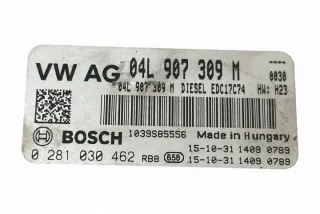 VW AG 04L 907 309 M ----
04L 907 309 M DIESEL EDC17C74 0030
HW: H23
BOSCH 1039S85556 Made in Hungary
15-10-31 1409 0789
0 281 030 462 RB8 656 15-10-31 1409 0789